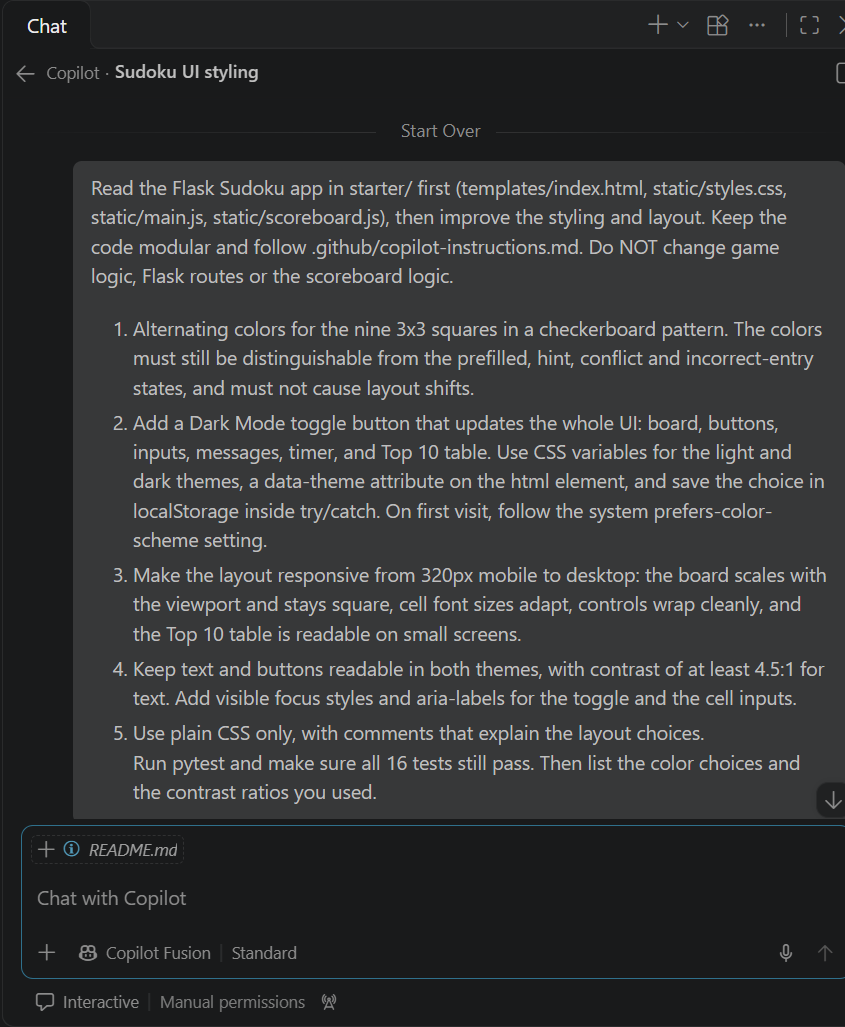 Chat
Copilot · Sudoku UI styling
Start Over
Read the Flask Sudoku app in starter/ first (templates/index.html, static/styles.css,
static/main.js, static/scoreboard.js), then improve the styling and layout. Keep the
code modular and follow .github/copilot-instructions.md. Do NOT change game
logic, Flask routes or the scoreboard logic.
1. Alternating colors for the nine 3x3 squares in a checkerboard pattern. The colors
must still be distinguishable from the prefilled, hint, conflict and incorrect-entry
states, and must not cause layout shifts.
2. Add a Dark Mode toggle button that updates the whole UI: board, buttons,
inputs, messages, timer, and Top 10 table. Use CSS variables for the light and
dark themes, a data-theme attribute on the html element, and save the choice in
localStorage inside try/catch. On first visit, follow the system prefers-color-
scheme setting.
3. Make the layout responsive from 320px mobile to desktop: the board scales with
the viewport and stays square, cell font sizes adapt, controls wrap cleanly, and
the Top 10 table is readable on small screens.
4. Keep text and buttons readable in both themes, with contrast of at least 4.5:1 for
text. Add visible focus styles and aria-labels for the toggle and the cell inputs.
5. Use plain CSS only, with comments that explain the layout choices.
Run pytest and make sure all 16 tests still pass. Then list the color choices and
the contrast ratios you used.
README.md
Chat with Copilot
Copilot Fusion | Standard
Interactive | Manual permissions